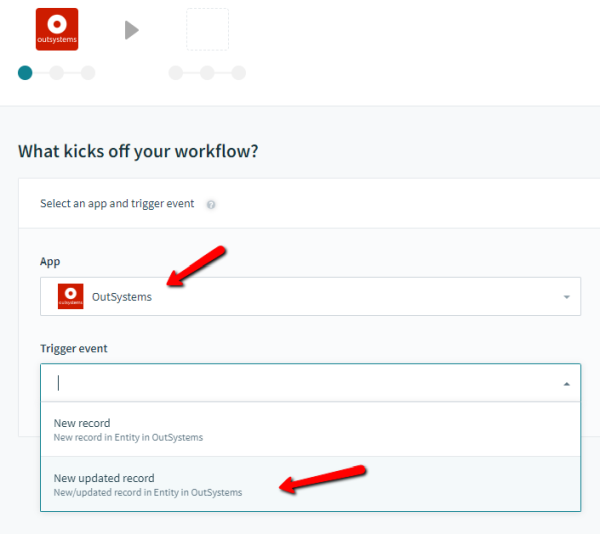 outsystems
What kicks off your workflow?
Select an app and trigger event ?
App
outsystems
OutSystems
Trigger event
New record
New record in Entity in OutSystems
New updated record
New/updated record in Entity in OutSystems